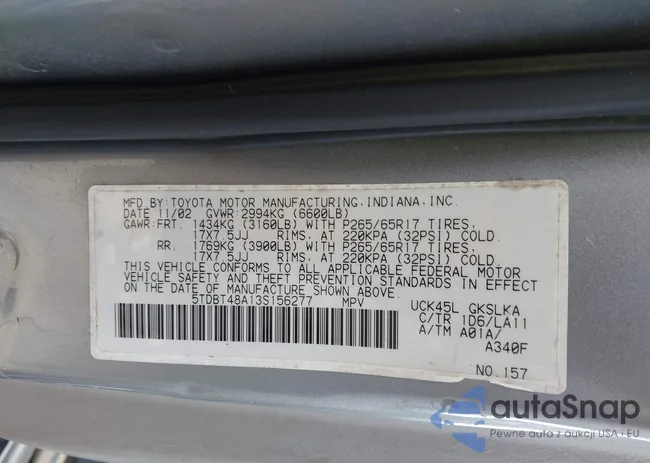 MFD.BY:TOYOTA MOTOR MANUFACTURING,INDIANA,INC.
DATE 11/02 GVWR:2994KG (6600LB)
GAWR:FRT. 1434KG (3160LB) WITH P265/65R17 TIRES,
17X7.5JJ RIMS, AT 220KPA (32PSI) COLD.
RR. 1769KG (3900LB) WITH P265/65R17 TIRES,
17X7.5JJ RIMS, AT 220KPA (32PSI) COLD.
THIS VEHICLE CONFORMS TO ALL APPLICABLE FEDERAL MOTOR
VEHICLE SAFETY AND THEFT PREVENTION STANDARDS IN EFFECT
ON THE DATE OF MANUFACTURE SHOWN ABOVE.
5TDBT48A13S156277 MPV
UCK45L GKSLKA
C/TR 1D6/LA11
A/TM A01A/
A340F
NO.157
autoSnap
Pewne auto z aukcji USA i EU